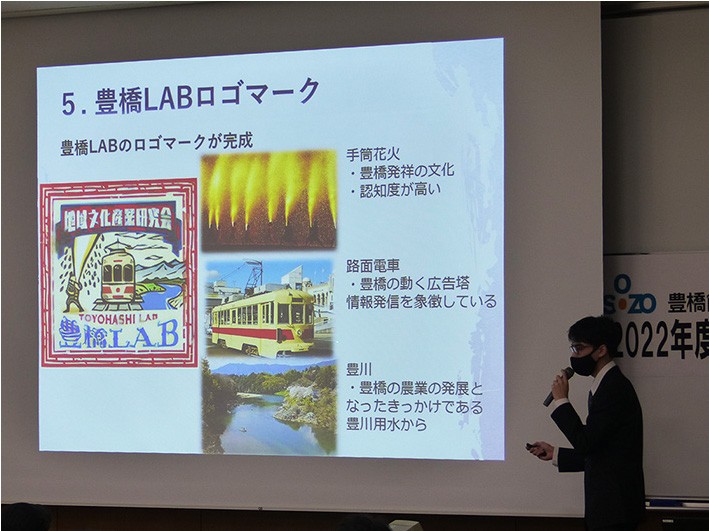 5. 豊橋LABロゴマーク
豊橋LABのロゴマークが完成
地域文化産業研究会
TOYOHASHI LAB
豊橋LAB
手筒花火
・豊橋発祥の文化
・認知度が高い
路面電車
・豊橋の動く広告塔
情報発信を象徴している
豊川
・豊橋の農業の発展と
なったきっかけである
豊川用水から
SOZO 豊橋
2022年度